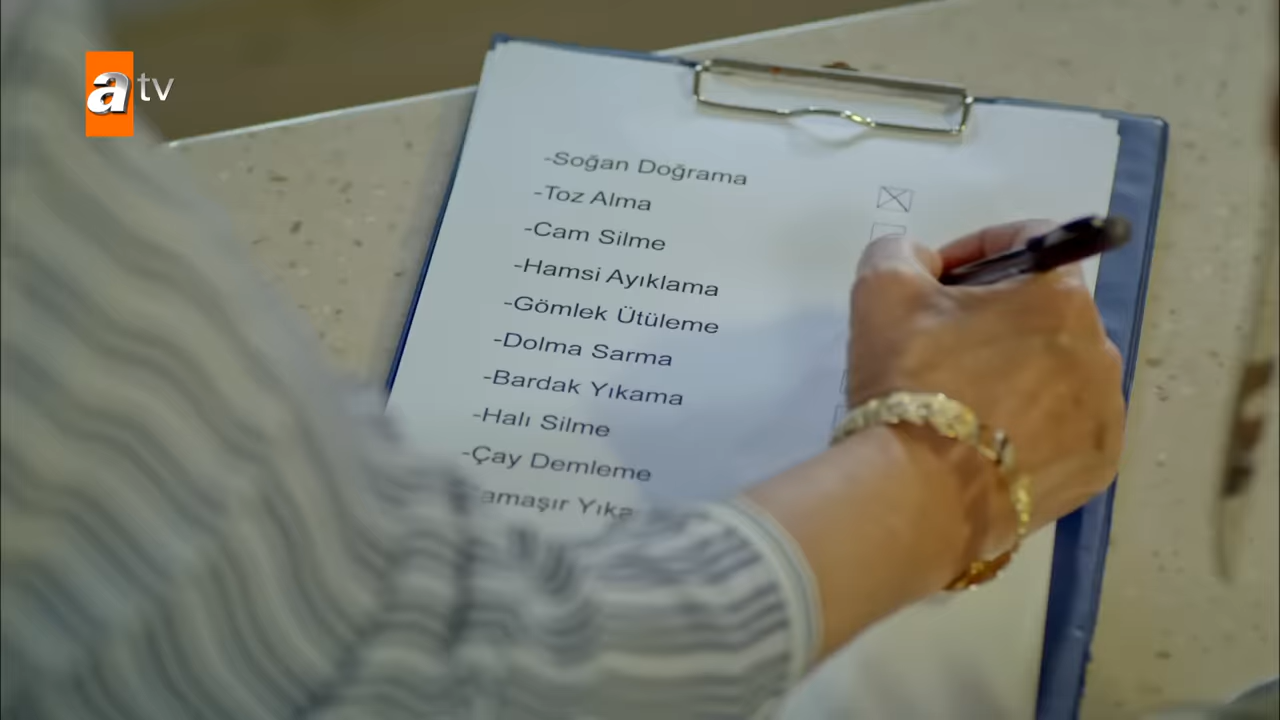 atv
-Soğan Doğrama
-Toz Alma
-Cam Silme
-Hamsi Ayıklama
-Gömlek Ütüleme
-Dolma Sarma
-Bardak Yıkama
-Halı Silme
-Çay Demleme